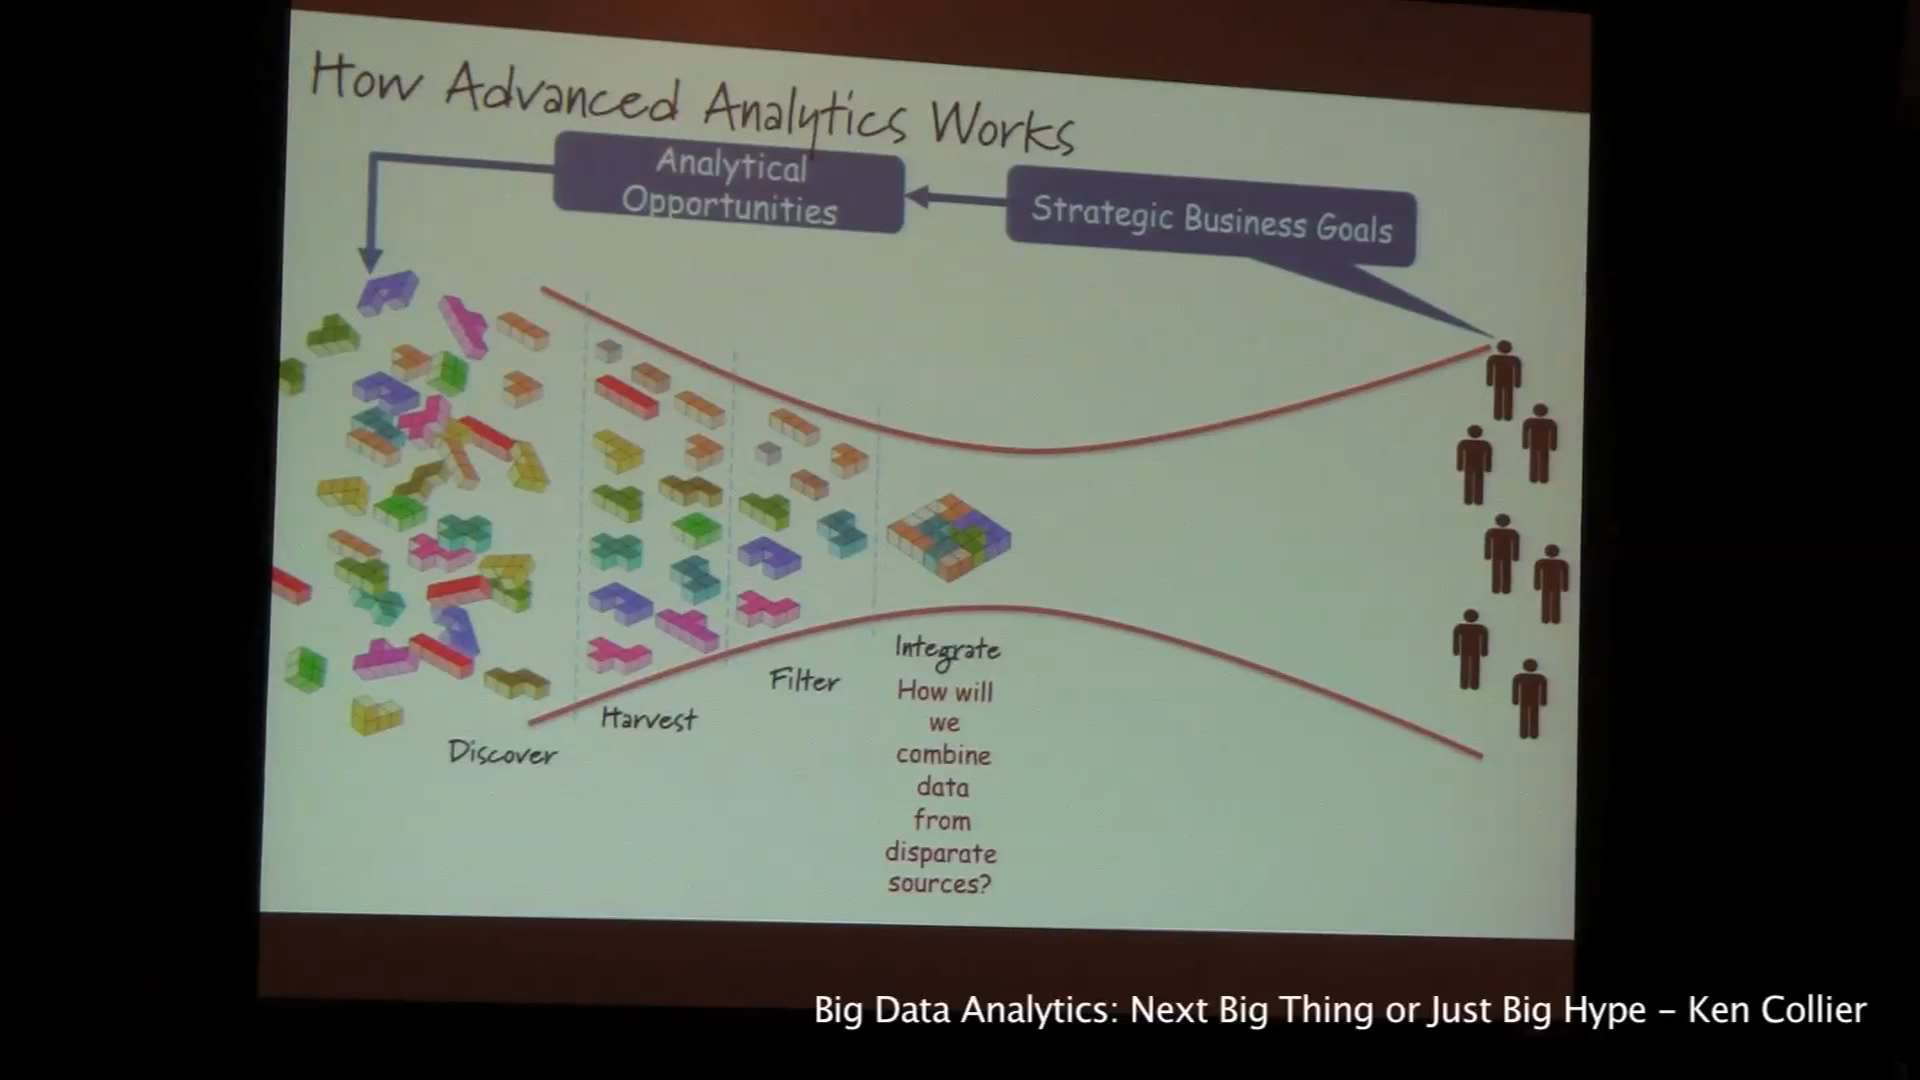 How Advanced Analytics Works
Analytical
Opportunities
Strategic Business Goals
Discover
Harvest
Filter
Integrate
How will
we
combine
data
from
disparate
sources?
Big Data Analytics: Next Big Thing or Just Big Hype – Ken Collier